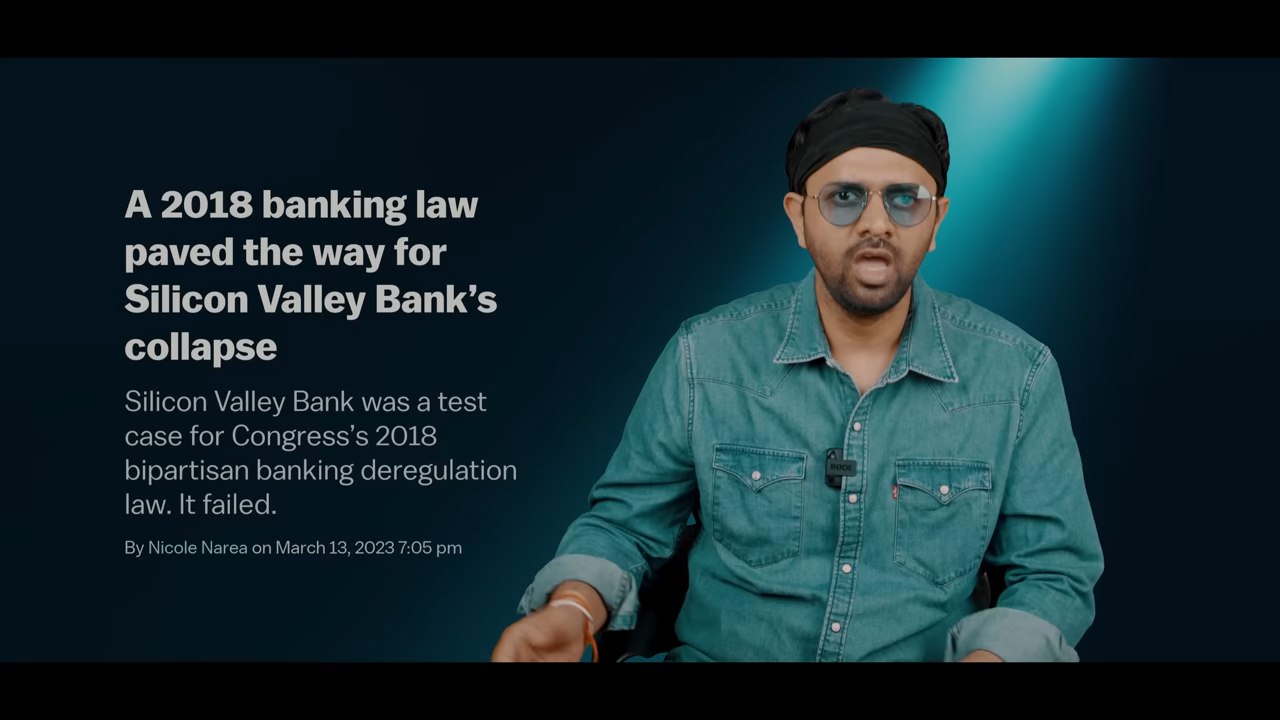 A 2018 banking law
paved the way for
Silicon Valley Bank’s
collapse
Silicon Valley Bank was a test
case for Congress’s 2018
bipartisan banking deregulation
law. It failed.
By Nicole Narea on March 13, 2023 7:05 pm
RØDE